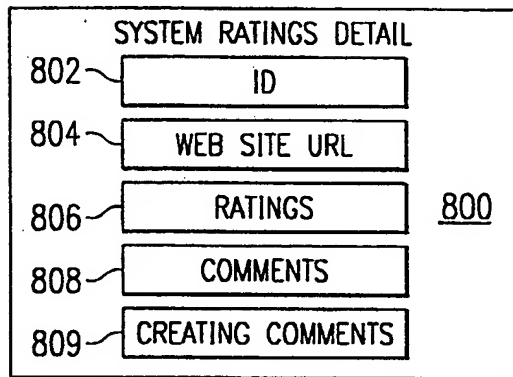 SYSTEM RATINGS DETAIL
802 ID
804 WEB SITE URL
806 RATINGS 800
808 COMMENTS
809 CREATING COMMENTS